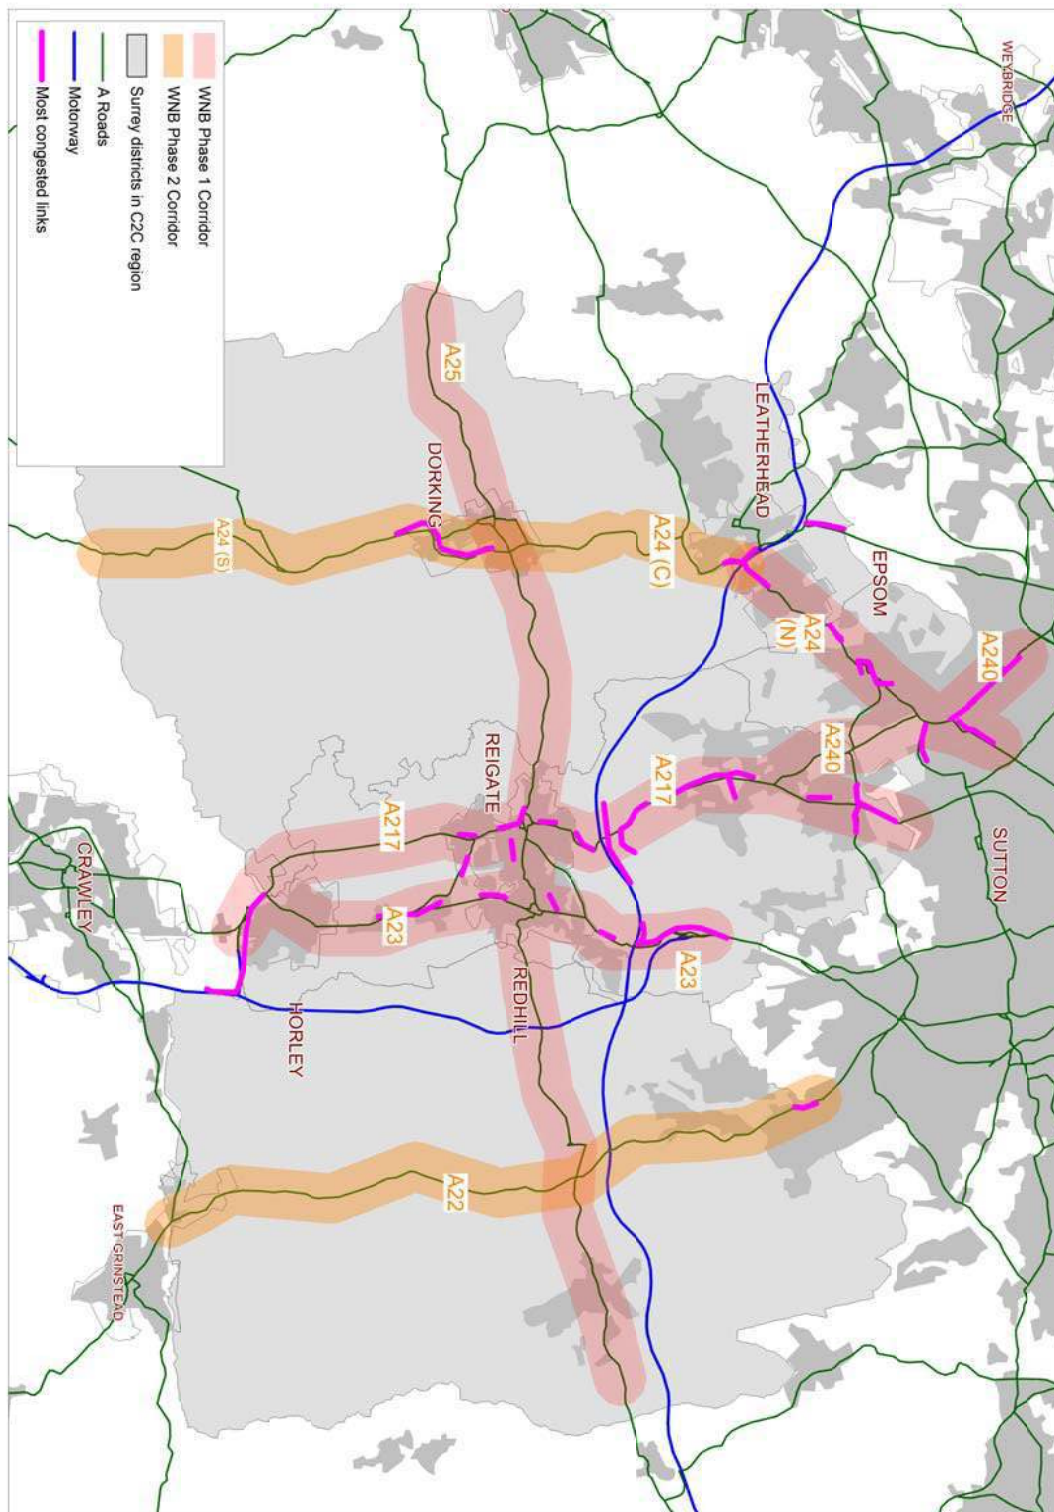 WEYBRIDGE
LEATHERHEAD
EPSOM
A240
A24
(N)
SUTTON
A240
A217
A24 (C)
A25
DORKING
A24 (S)
REIGATE
A217
A23
A23
REDHILL
HORLEY
CRAWLEY
A22
EAST GRINSTEAD
WNB Phase 1 Corridor
WNB Phase 2 Corridor
Surrey districts in C2C region
A Roads
Motorway
Most congested links